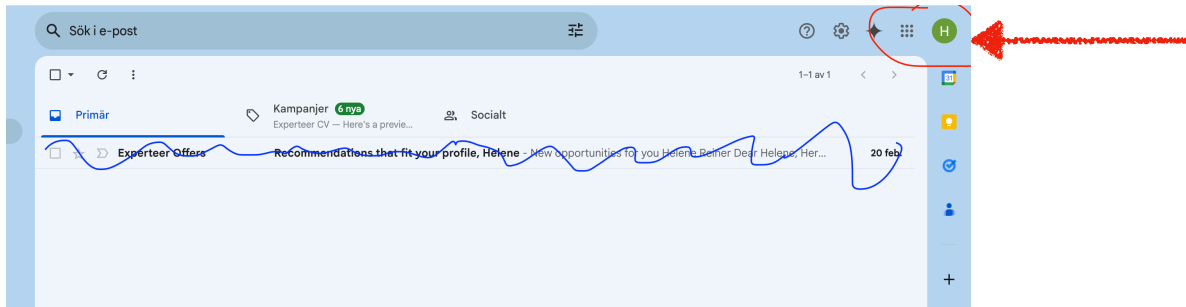 Sök i e-post
H
1–1 av 1
31
Primär
Kampanjer 6 nya
Experteer CV — Here's a previe...
Socialt
Experteer Offers Recommendations that fit your profile, Helene - New opportunities for you Helene Reiner Dear Helene, Her... 20 feb.